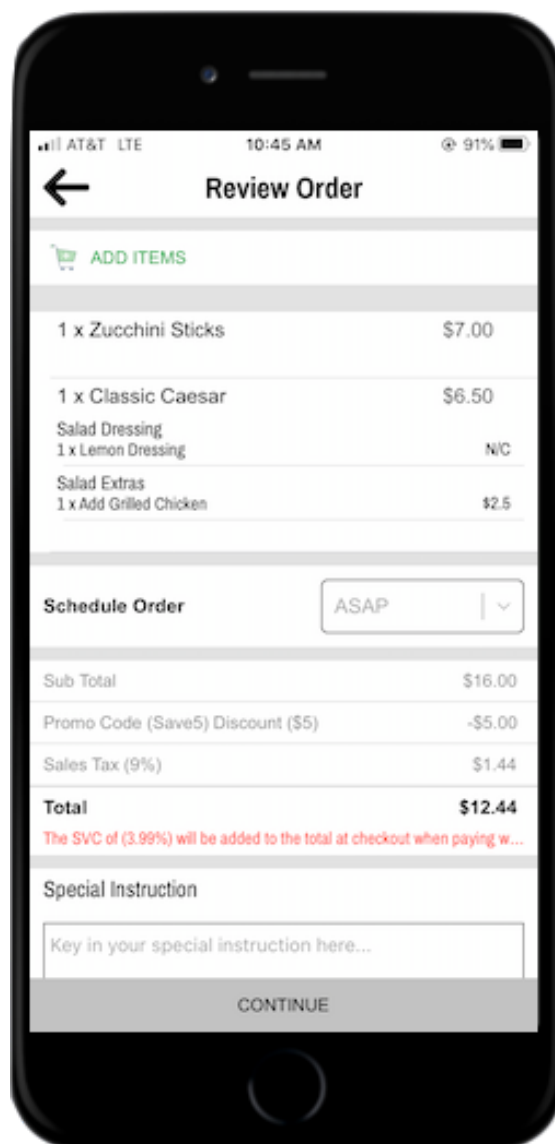 AT&T LTE 10:45 AM 91%
Review Order
ADD ITEMS
1 x Zucchini Sticks $7.00
1 x Classic Caesar $6.50
Salad Dressing
1 x Lemon Dressing N/C
Salad Extras
1 x Add Grilled Chicken $2.5
Schedule Order ASAP
Sub Total $16.00
Promo Code (Save5) Discount ($5) -$5.00
Sales Tax (9%) $1.44
Total $12.44
The SVC of (3.99%) will be added to the total at checkout when paying w...
Special Instruction
Key in your special instruction here...
CONTINUE